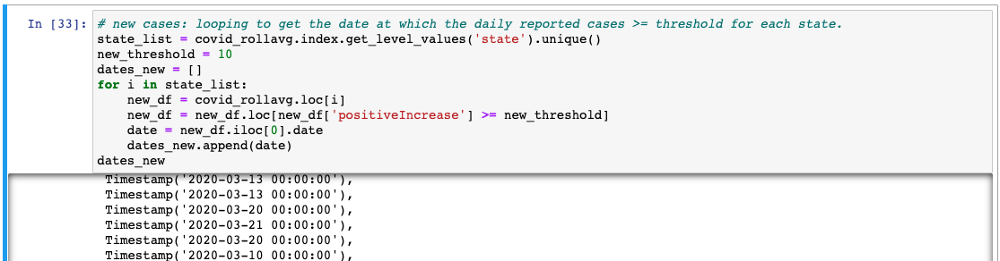 In [33]: # new cases: looping to get the date at which the daily reported cases >= threshold for each state.
state_list = covid_rollavg.index.get_level_values('state').unique()
new_threshold = 10
dates_new = []
for i in state_list:
    new_df = covid_rollavg.loc[i]
    new_df = new_df.loc[new_df['positiveIncrease'] >= new_threshold]
    date = new_df.iloc[0].date
    dates_new.append(date)
dates_new
Timestamp('2020-03-13 00:00:00'),
Timestamp('2020-03-13 00:00:00'),
Timestamp('2020-03-20 00:00:00'),
Timestamp('2020-03-21 00:00:00'),
Timestamp('2020-03-20 00:00:00'),
Timestamp('2020-03-10 00:00:00'),